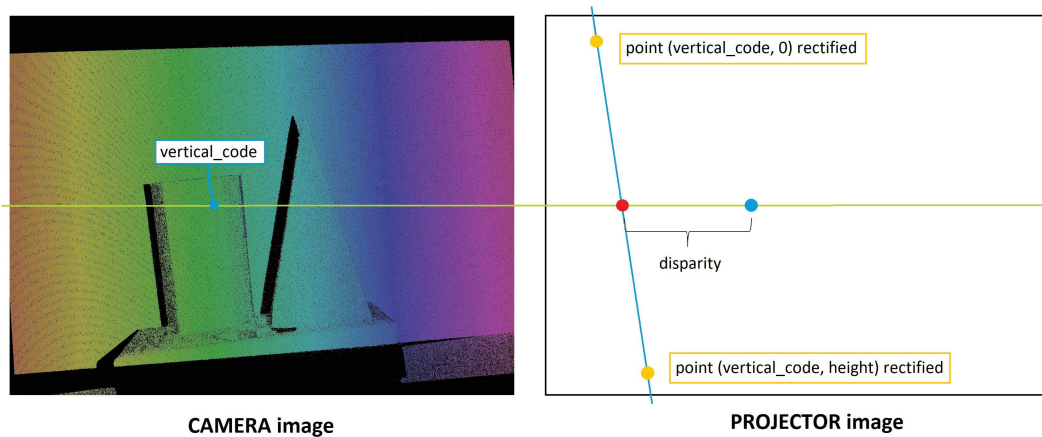 point (vertical_code, 0) rectified
vertical_code
disparity
point (vertical_code, height) rectified
CAMERA image
PROJECTOR image